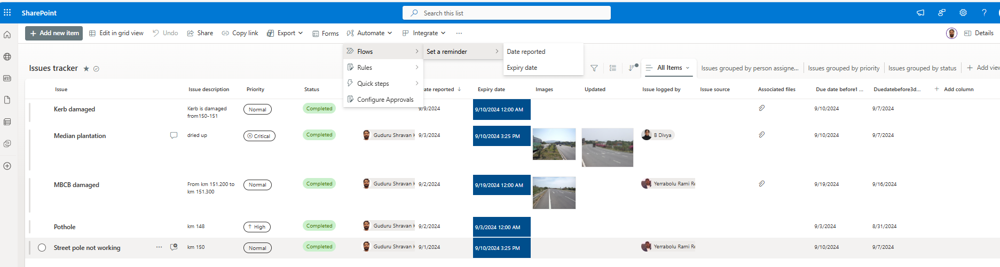 SharePoint
Search this list
Add new item
Edit in grid view
Undo
Share
Copy link
Export
Forms
Automate
Integrate
Details
Flows
Set a reminder
Date reported
Rules
Expiry date
Quick steps
Configure Approvals
Issues tracker
All Items
Issues grouped by person assigne...
Issues grouped by priority
Issues grouped by status
Add view
Issue
Issue description
Priority
Status
ate reported
Expiry date
Images
Updated
Issue logged by
Issue source
Associated files
Due date before1 ...
Duedatebefore3d...
Add column
Kerb damaged
Kerb is damaged
from150-151
Normal
Completed
9/9/2024
9/10/2024 12:00 AM
9/10/2024
9/7/2024
Median plantation
dried up
Critical
Completed
Guduru Shravan K
9/3/2024
9/10/2024 3:25 PM
B Divya
9/10/2024
9/7/2024
MBCB damaged
From km 151.200 to
km 151.300
Normal
Completed
Guduru Shravan K
9/2/2024
9/19/2024 12:00 AM
Yerrabolu Rami Re
9/19/2024
9/16/2024
Pothole
km 148
High
Completed
Guduru Shravan K
9/2/2024
9/3/2024 12:00 AM
9/3/2024
8/31/2024
Street pole not working
km 150
Normal
Completed
Guduru Shravan K
9/1/2024
9/10/2024 3:25 PM
Yerrabolu Rami Re
9/10/2024
9/7/2024